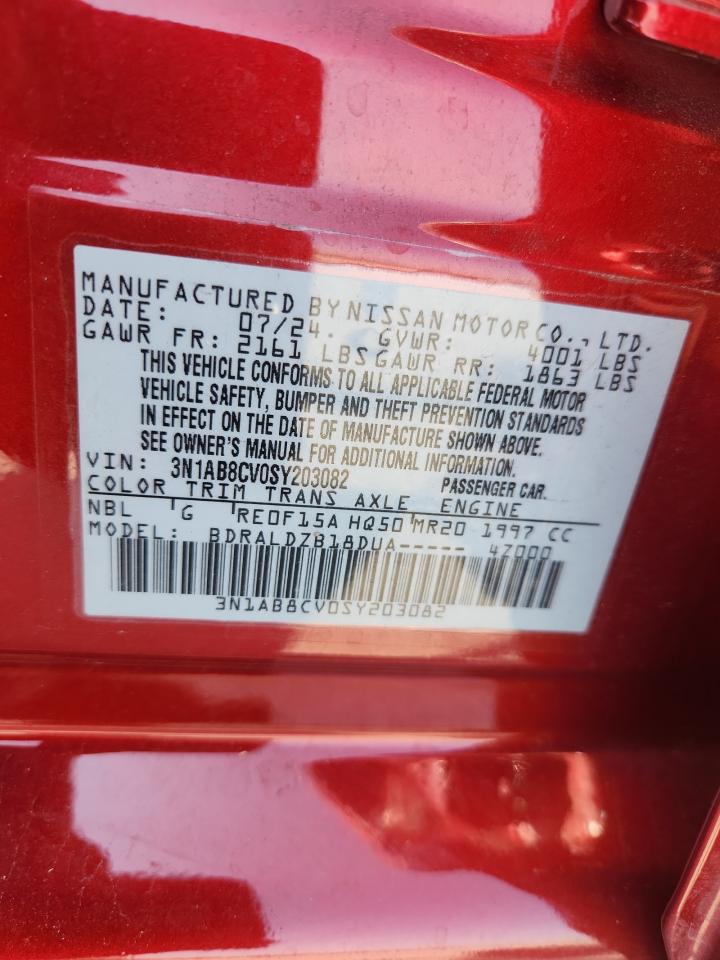 MANUFACTURED BY NISSAN MOTOR CO., LTD.
DATE: 07/24. GVWR: 4001 LBS
GAWR FR: 2161 LBS GAWR RR: 1863 LBS
THIS VEHICLE CONFORMS TO ALL APPLICABLE FEDERAL MOTOR
VEHICLE SAFETY, BUMPER AND THEFT PREVENTION STANDARDS
IN EFFECT ON THE DATE OF MANUFACTURE SHOWN ABOVE.
SEE OWNER'S MANUAL FOR ADDITIONAL INFORMATION.
VIN: 3N1AB8CV0SY203082 PASSENGER CAR.
COLOR TRIM TRANS AXLE ENGINE
NBL G RE0F15A HQ50 MR20 1997 CC
MODEL: BDRALDZB18DUA----- 4Z000
3N1AB8CV0SY203082